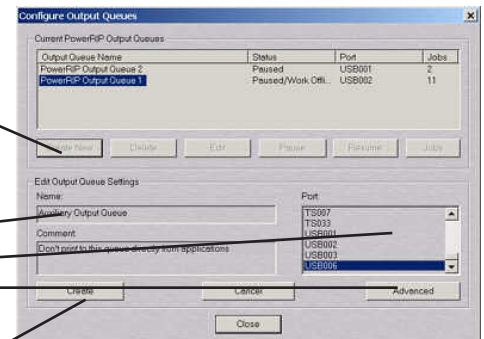 Configure Output Queues
Current PowerRIP Output Queues
Output Queue Name Status Port Jobs
PowerRIP Output Queue 2 Paused USB001 2
PowerRIP Output Queue 1 Paused/Work Offli... USB002 11
Create New Delete Edit Pause Resume Jobs
Edit Output Queue Settings
Name: Port
Auxiliary Output Queue
TS007
TS033
Comment
USB001
Don't print to this queue directly from applications
USB002
USB003
USB006
Create Cancel Advanced
Close